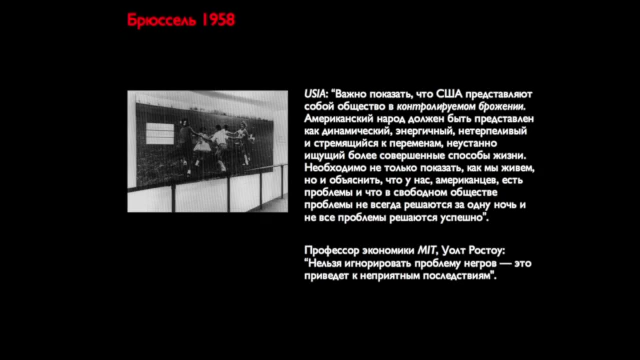 Брюссель 1958
USIA: “Важно показать, что США представляют
собой общество в контролируемом брожении.
Американский народ должен быть представлен
как динамический, энергичный, нетерпеливый
и стремящийся к переменам, неустанно
ищущий более совершенные способы жизни.
Необходимо не только показать, как мы живем,
но и объяснить, что у нас, американцев, есть
проблемы и что в свободном обществе
проблемы не всегда решаются за одну ночь и
не все проблемы решаются успешно”.
Профессор экономики MIT, Уолт Ростоу:
“Нельзя игнорировать проблему негров — это
приведет к неприятным последствиям”.